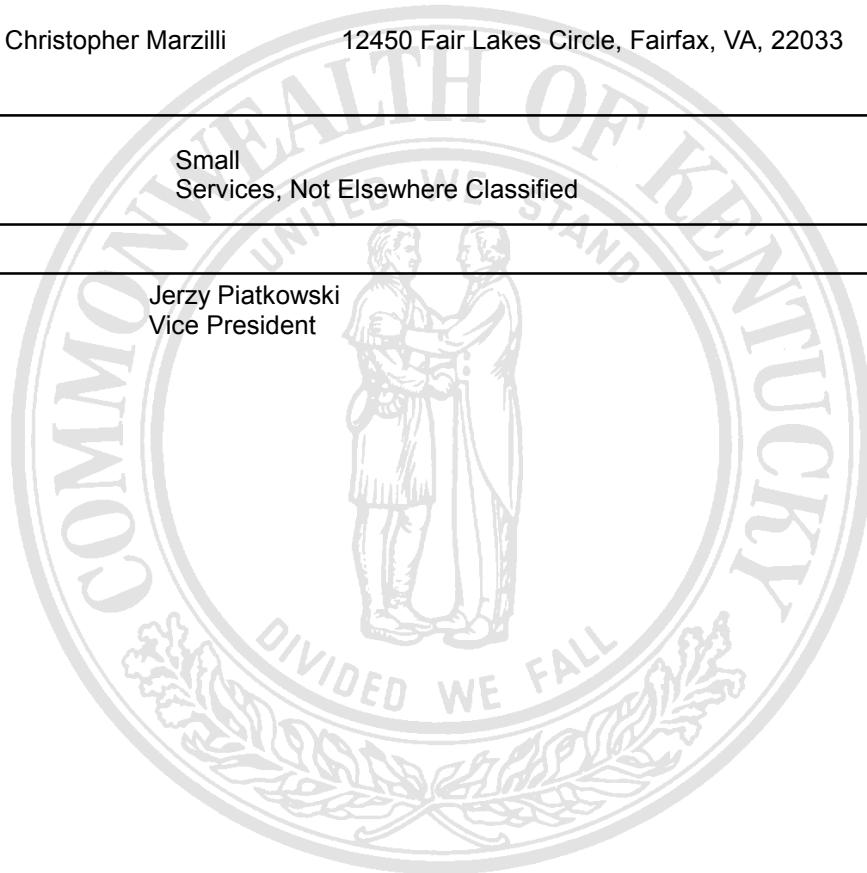 Christopher Marzilli 12450 Fair Lakes Circle, Fairfax, VA, 22033
Small
Services, Not Elsewhere Classified
Jerzy Piatkowski
Vice President
COMMONWEALTH OF KENTUCKY
UNITED WE STAND
DIVIDED WE FALL